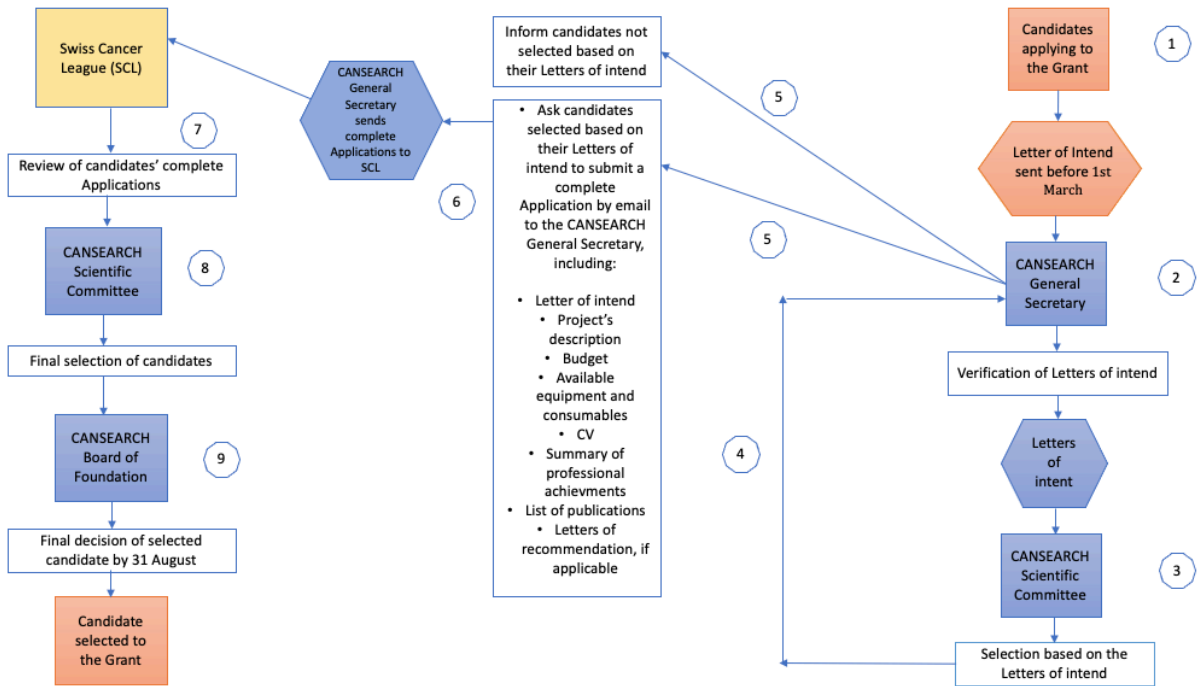 Candidates
applying to
the Grant
1
Letter of Intend
sent before 1st
March
CANSEARCH
General
Secretary
2
Verification of Letters of intend
Letters
of
intent
CANSEARCH
Scientific
Committee
3
Selection based on the
Letters of intend
4
5
Inform candidates not
selected based on
their Letters of intend
5
• Ask candidates
selected based on
their Letters of
intend to submit a
complete
Application by email
to the CANSEARCH
General Secretary,
including:
• Letter of intend
• Project’s
description
• Budget
• Available
equipment and
consumables
• CV
• Summary of
professional
achievments
• List of publications
• Letters of
recommendation, if
applicable
6
CANSEARCH
General
Secretary
sends
complete
Applications to
SCL
Swiss Cancer
League (SCL)
7
Review of candidates’ complete
Applications
CANSEARCH
Scientific
Committee
8
Final selection of candidates
CANSEARCH
Board of
Foundation
9
Final decision of selected
candidate by 31 August
Candidate
selected to
the Grant